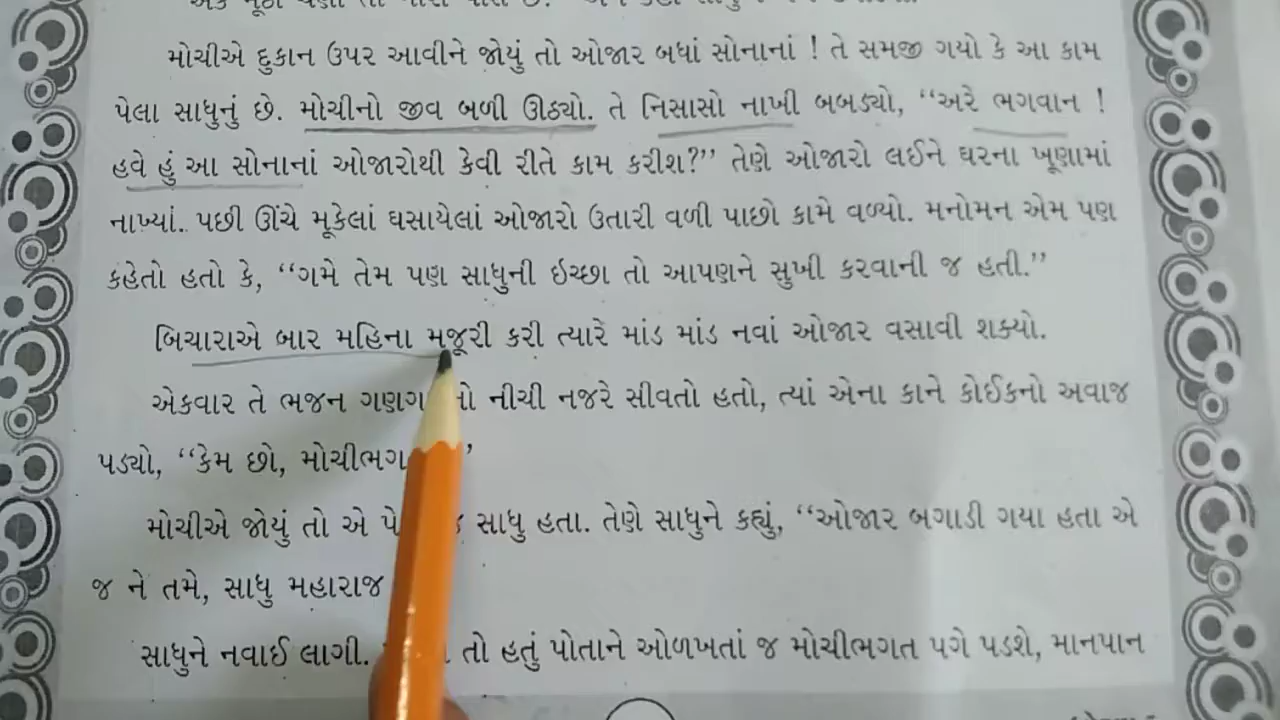 મોચીએ દુકાન ઉપર આવીને જોયું તો ઓજાર બધાં સોનાનાં ! તે સમજી ગયો કે આ કામ
પેલા સાધુનું છે. મોચીનો જીવ બળી ઊઠ્યો. તે નિસાસો નાખી બબડ્યો, “અરે ભગવાન !
હવે હું આ સોનાનાં ઓજારોથી કેવી રીતે કામ કરીશ?” તેણે ઓજારો લઈને ઘરના ખૂણામાં
નાખ્યાં. પછી ઊંચે મૂકેલાં ઘસાયેલાં ઓજારો ઉતારી વળી પાછો કામે વળ્યો. મનોમન એમ પણ
કહેતો હતો કે, “ગમે તેમ પણ સાધુની ઇચ્છા તો આપણને સુખી કરવાની જ હતી.”
બિચારાએ બાર મહિના મજૂરી કરી ત્યારે માંડ માંડ નવાં ઓજાર વસાવી શક્યો.
એકવાર તે ભજન નીચી નજરે સીવતો હતો, ત્યાં એના કાને કોઈકનો અવાજ
પડ્યો, “કેમ છો,
મોચીએ જોયું તો એ સાધુ હતા. તેણે સાધુને કહ્યું, “ઓજાર બગાડી ગયા હતા એ
જ ને તમે, સાધુ મહારાજ
સાધુને નવાઈ લાગી. તો હતું પોતાને ઓળખતાં જ મોચીભગત પગે પડશે, માનપાન